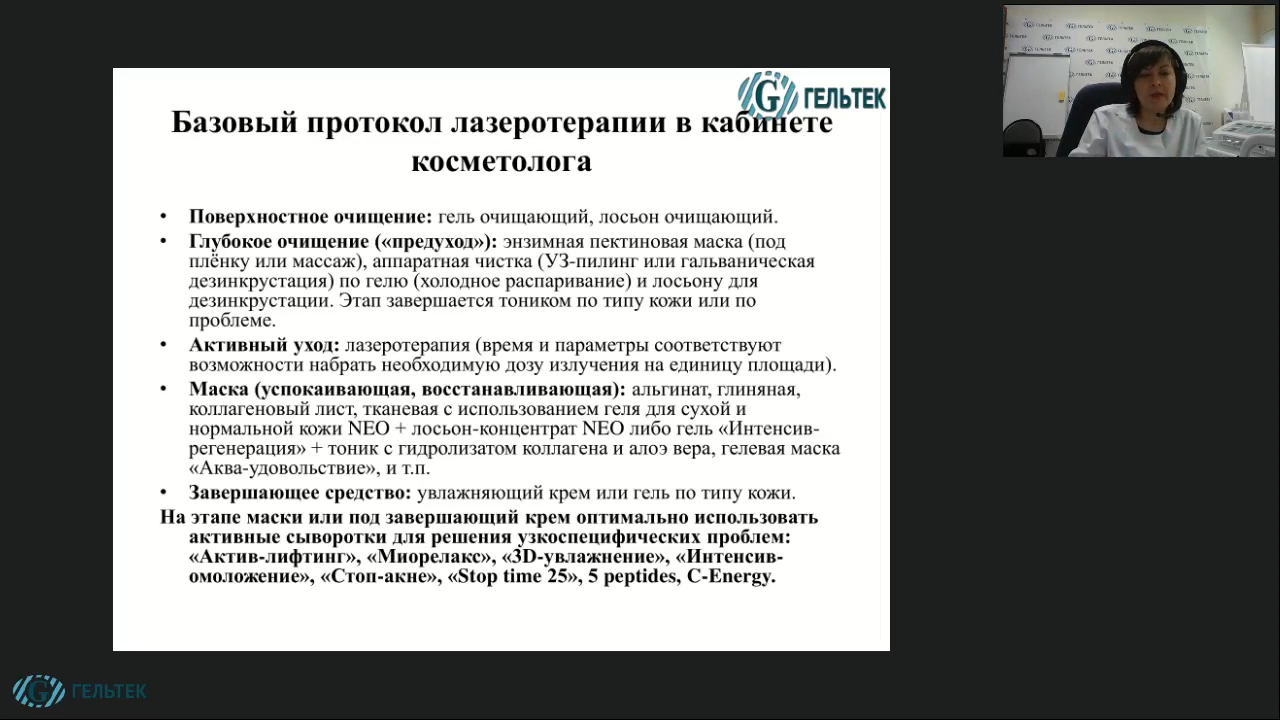 ГЕЛЬТЕК
Базовый протокол лазеротерапии в кабинете
косметолога
• Поверхностное очищение: гель очищающий, лосьон очищающий.
• Глубокое очищение («предуход»): энзимная пектиновая маска (под
плёнку или массаж), аппаратная чистка (УЗ-пилинг или гальваническая
дезинкрустация) по гелю (холодное распаривание) и лосьону для
дезинкрустации. Этап завершается тоником по типу кожи или по
проблеме.
• Активный уход: лазеротерапия (время и параметры соответствуют
возможности набрать необходимую дозу излучения на единицу площади).
• Маска (успокаивающая, восстанавливающая): альгинат, глиняная,
коллагеновый лист, тканевая с использованием геля для сухой и
нормальной кожи NEO + лосьон-концентрат NEO либо гель «Интенсив-
регенерация» + тоник с гидролизатом коллагена и алоэ вера, гелевая маска
«Аква-удовольствие», и т.п.
• Завершающее средство: увлажняющий крем или гель по типу кожи.
На этапе маски или под завершающий крем оптимально использовать
активные сыворотки для решения узкоспецифических проблем:
«Актив-лифтинг», «Миорелакс», «3D-увлажнение», «Интенсив-
омоложение», «Стоп-акне», «Stop time 25», 5 peptides, C-Energy.
ГЕЛЬТЕК